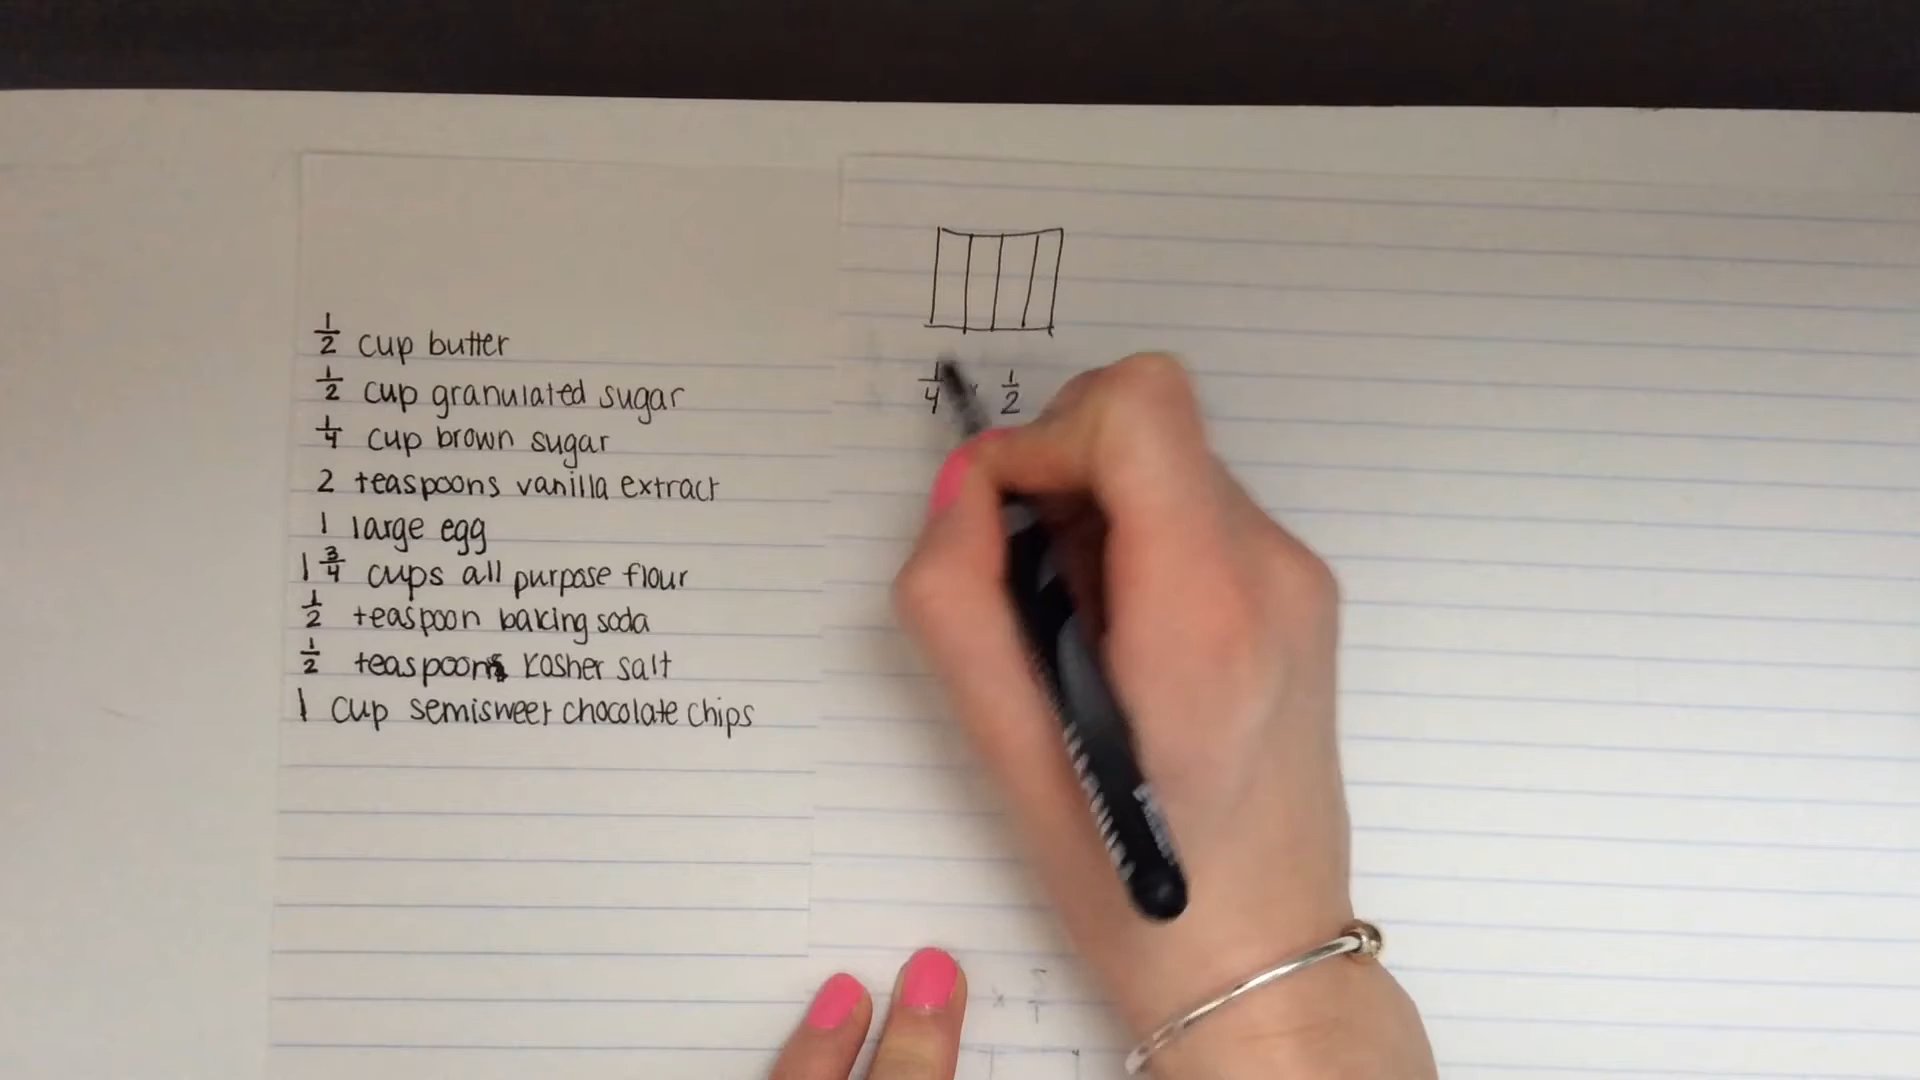 1/2 cup butter
1/2 cup granulated sugar
1/4 cup brown sugar
2 teaspoons vanilla extract
1 large egg
1 3/4 cups all purpose flour
1/2 teaspoon baking soda
1/2 teaspoon kosher salt
1 cup semisweet chocolate chips
1/4 × 1/2